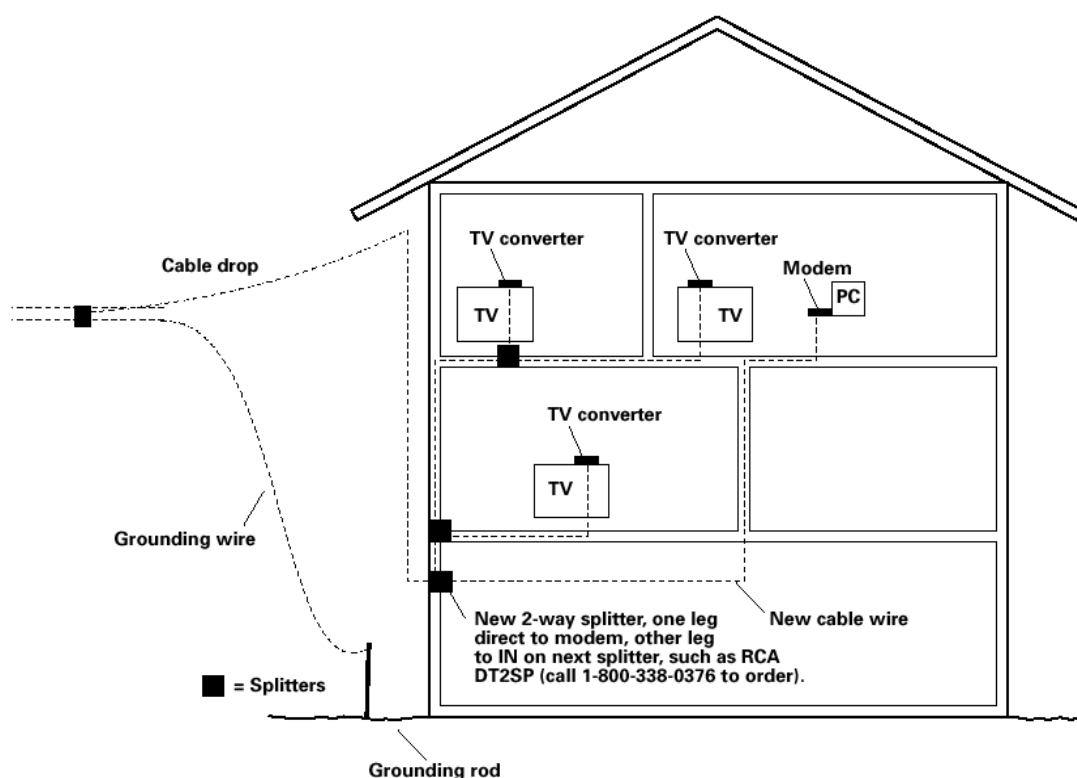 TV converter
TV converter
Cable drop
Modem
PC
TV
TV
TV converter
TV
Grounding wire
New 2-way splitter, one leg
direct to modem, other leg
to IN on next splitter, such as RCA
DT2SP (call 1-800-338-0376 to order).
New cable wire
= Splitters
Grounding rod